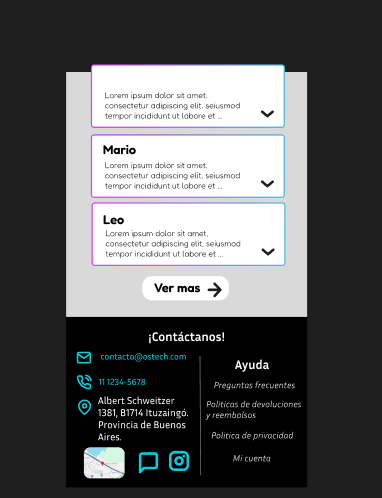 Lorem ipsum dolor sit amet,
consectetur adipiscing elit, seiusmod
tempor incididunt ut labore et ...
Mario
Lorem ipsum dolor sit amet,
consectetur adipiscing elit, seiusmod
tempor incididunt ut labore et ...
Leo
Lorem ipsum dolor sit amet,
consectetur adipiscing elit, seiusmod
tempor incididunt ut labore et ...
Ver mas
¡Contáctanos!
contacto@ostech.com
11 1234-5678
Albert Schweitzer
1381, B1714 Ituzaingó.
Provincia de Buenos
Aires.
Ayuda
Preguntas frecuentes
Politicas de devoluciones
y reembolsos
Politica de privacidad
Mi cuenta